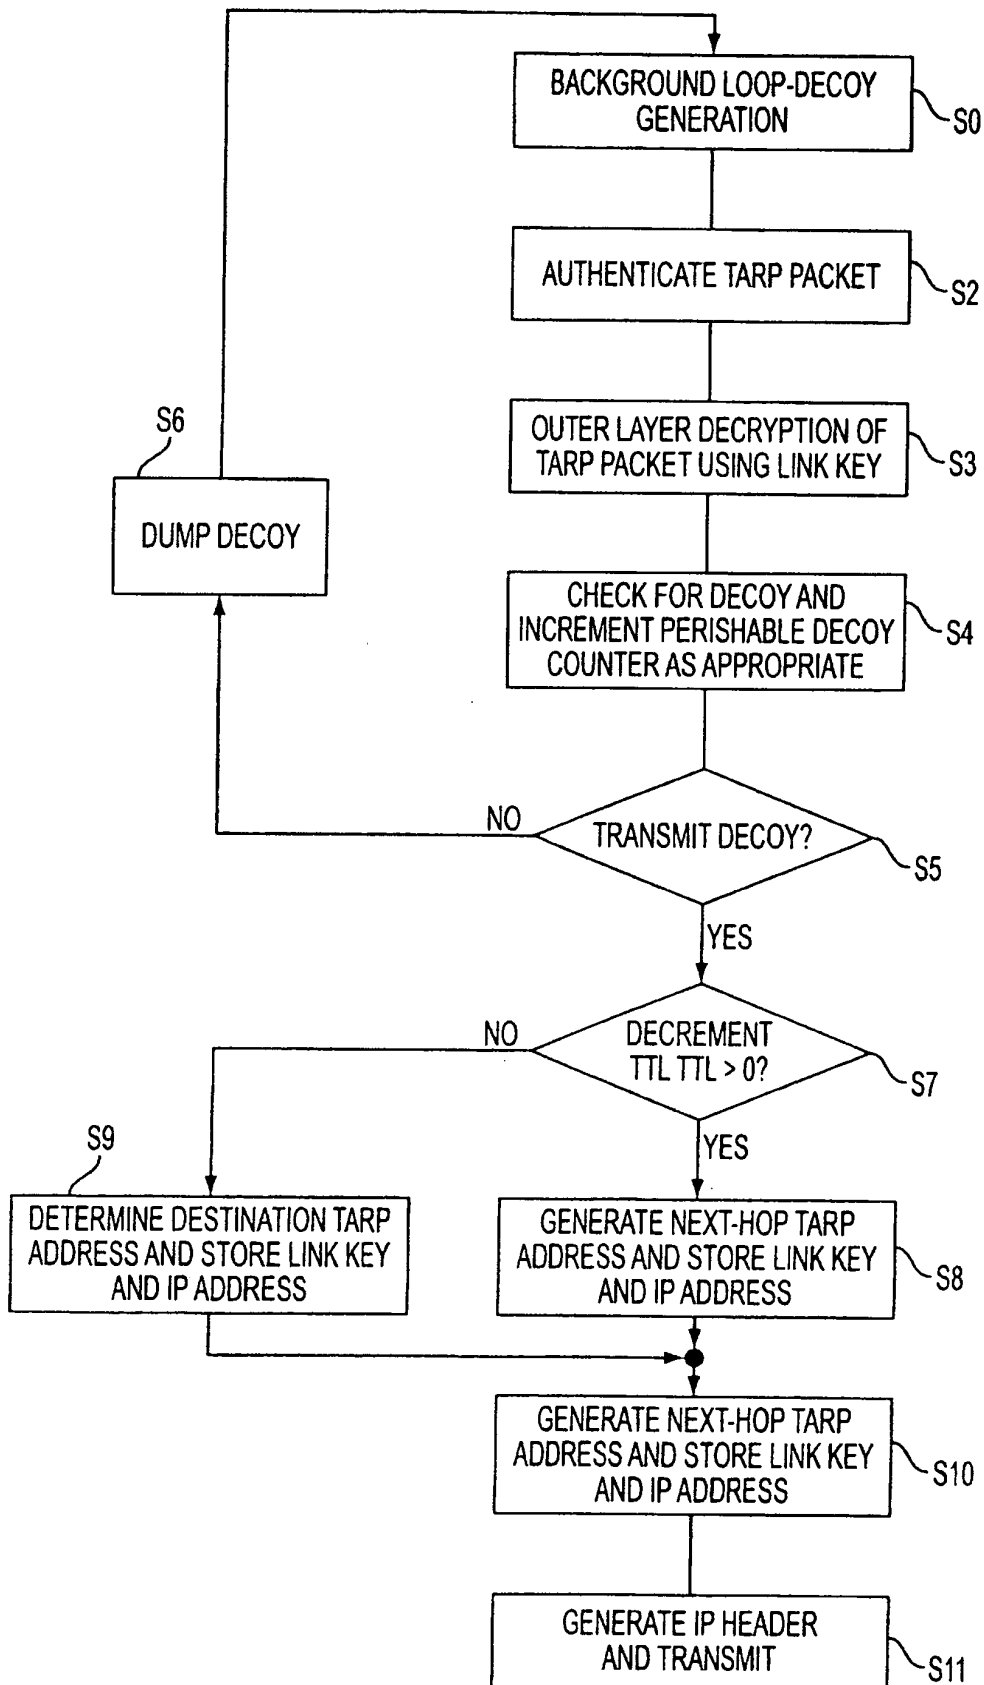 BACKGROUND LOOP-DECOY
GENERATION
S0
AUTHENTICATE TARP PACKET
S2
OUTER LAYER DECRYPTION OF
TARP PACKET USING LINK KEY
S3
S6
DUMP DECOY
CHECK FOR DECOY AND
INCREMENT PERISHABLE DECOY
COUNTER AS APPROPRIATE
S4
NO
TRANSMIT DECOY?
S5
YES
NO
DECREMENT
TTL TTL > 0?
S7
YES
S9
DETERMINE DESTINATION TARP
ADDRESS AND STORE LINK KEY
AND IP ADDRESS
GENERATE NEXT-HOP TARP
ADDRESS AND STORE LINK KEY
AND IP ADDRESS
S8
GENERATE NEXT-HOP TARP
ADDRESS AND STORE LINK KEY
AND IP ADDRESS
S10
GENERATE IP HEADER
AND TRANSMIT
S11